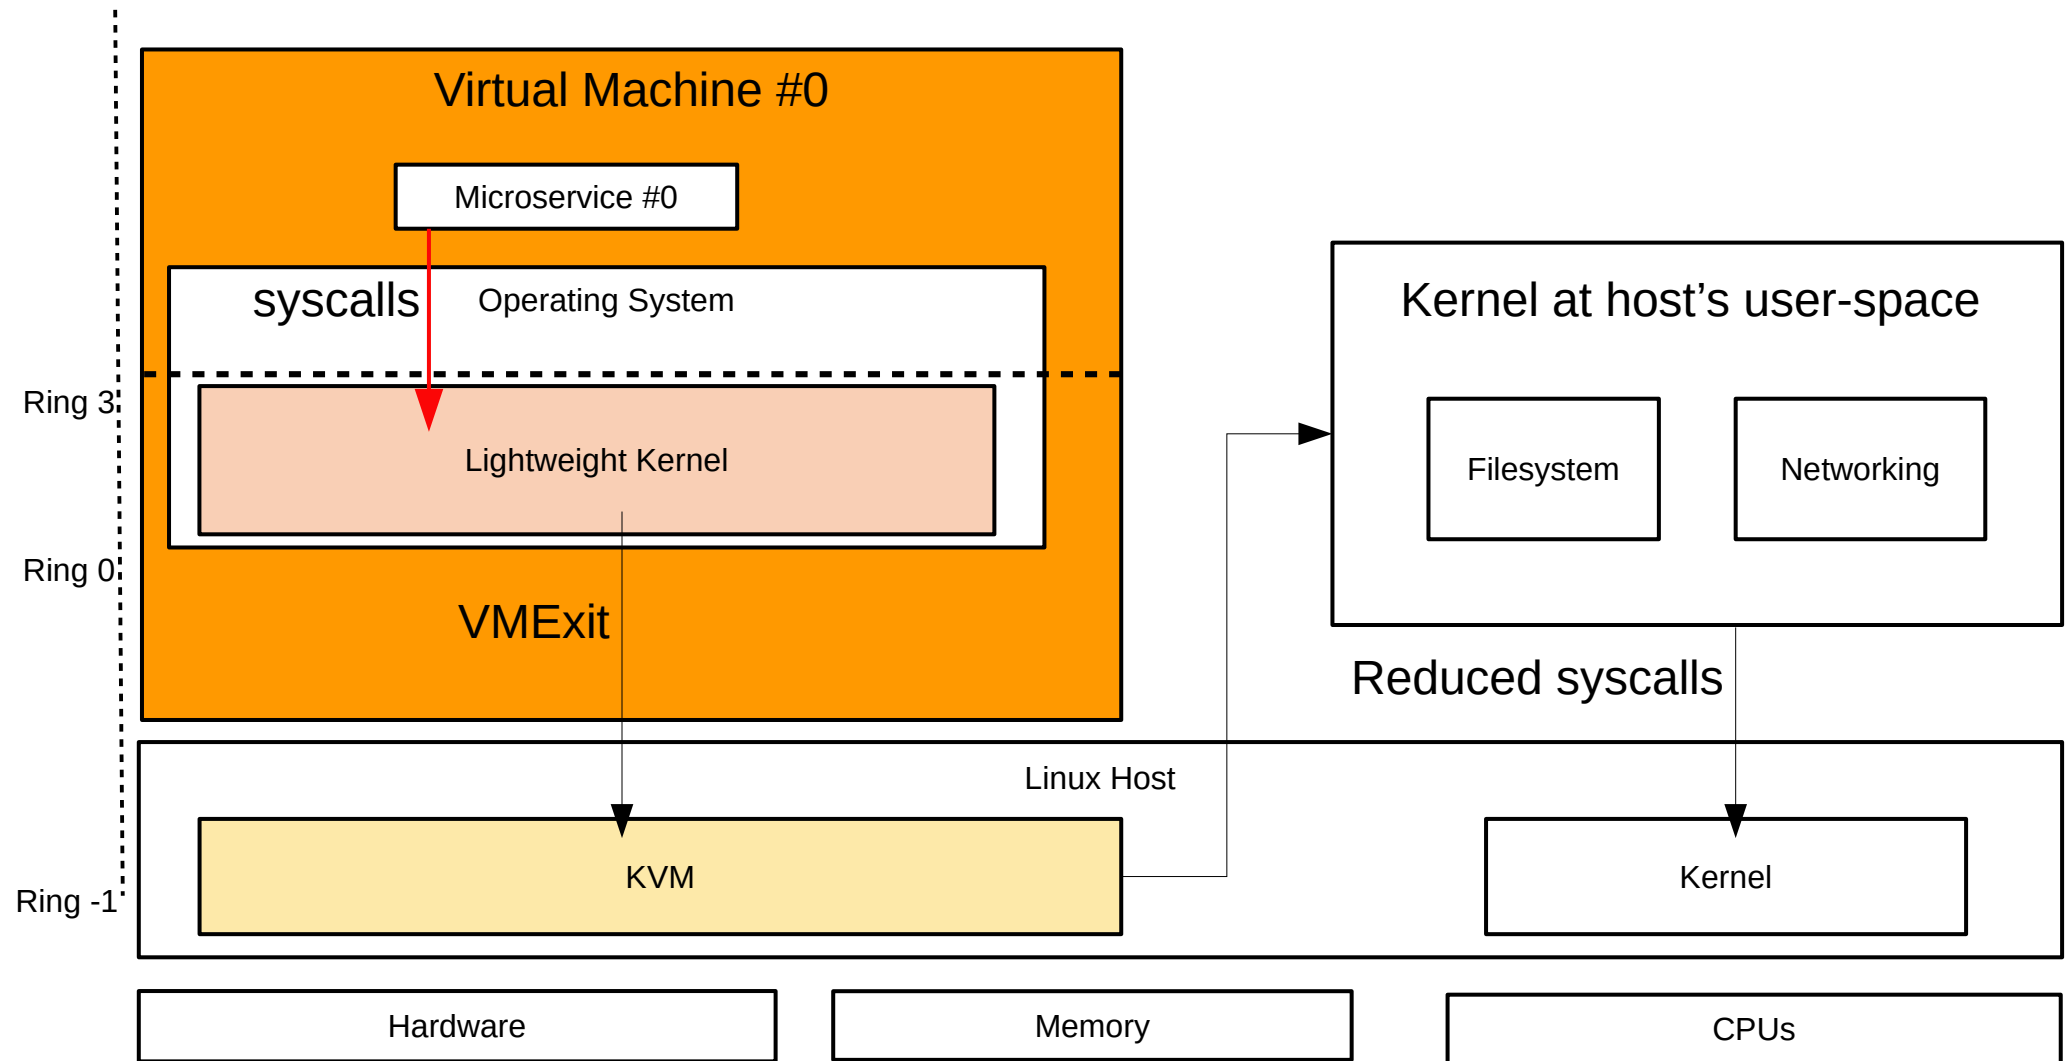 Virtual Machine #0
Microservice #0
syscalls
Operating System
Kernel at host’s user-space
Ring 3
Lightweight Kernel
Filesystem
Networking
Ring 0
VMExit
Reduced syscalls
Linux Host
KVM
Kernel
Ring -1
Hardware
Memory
CPUs